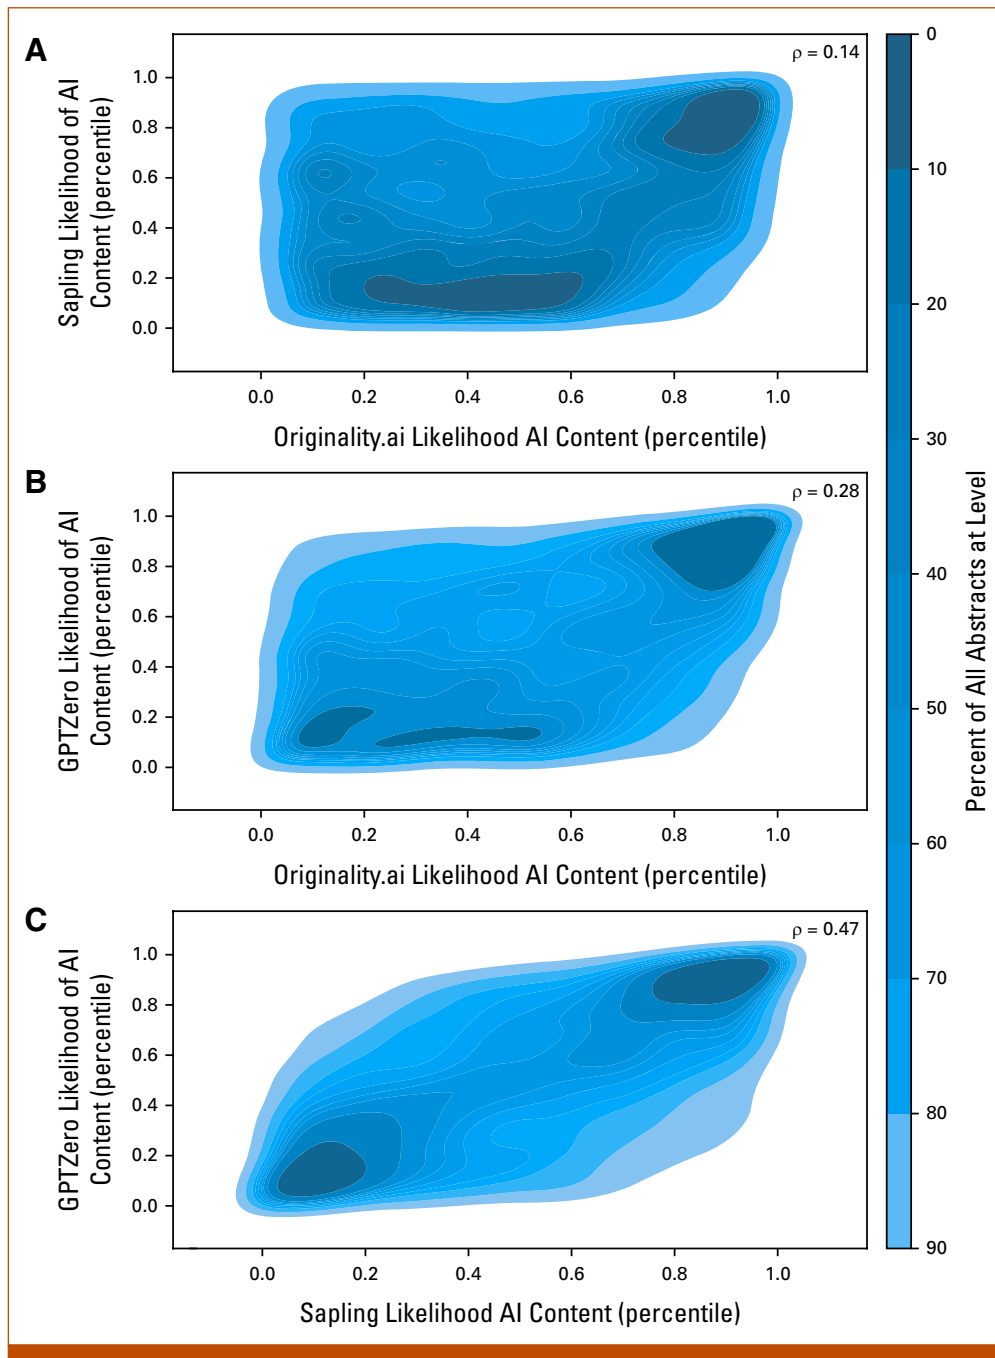 A
ρ = 0.14
Sapling Likelihood of AI
Content (percentile)
1.0
0.8
0.6
0.4
0.2
0.0
0.0 0.2 0.4 0.6 0.8 1.0
Originality.ai Likelihood AI Content (percentile)
B
ρ = 0.28
GPTZero Likelihood of AI
Content (percentile)
1.0
0.8
0.6
0.4
0.2
0.0
0.0 0.2 0.4 0.6 0.8 1.0
Originality.ai Likelihood AI Content (percentile)
C
ρ = 0.47
GPTZero Likelihood of AI
Content (percentile)
1.0
0.8
0.6
0.4
0.2
0.0
0.0 0.2 0.4 0.6 0.8 1.0
Sapling Likelihood AI Content (percentile)
0
10
20
30
40
50
60
70
80
90
Percent of All Abstracts at Level